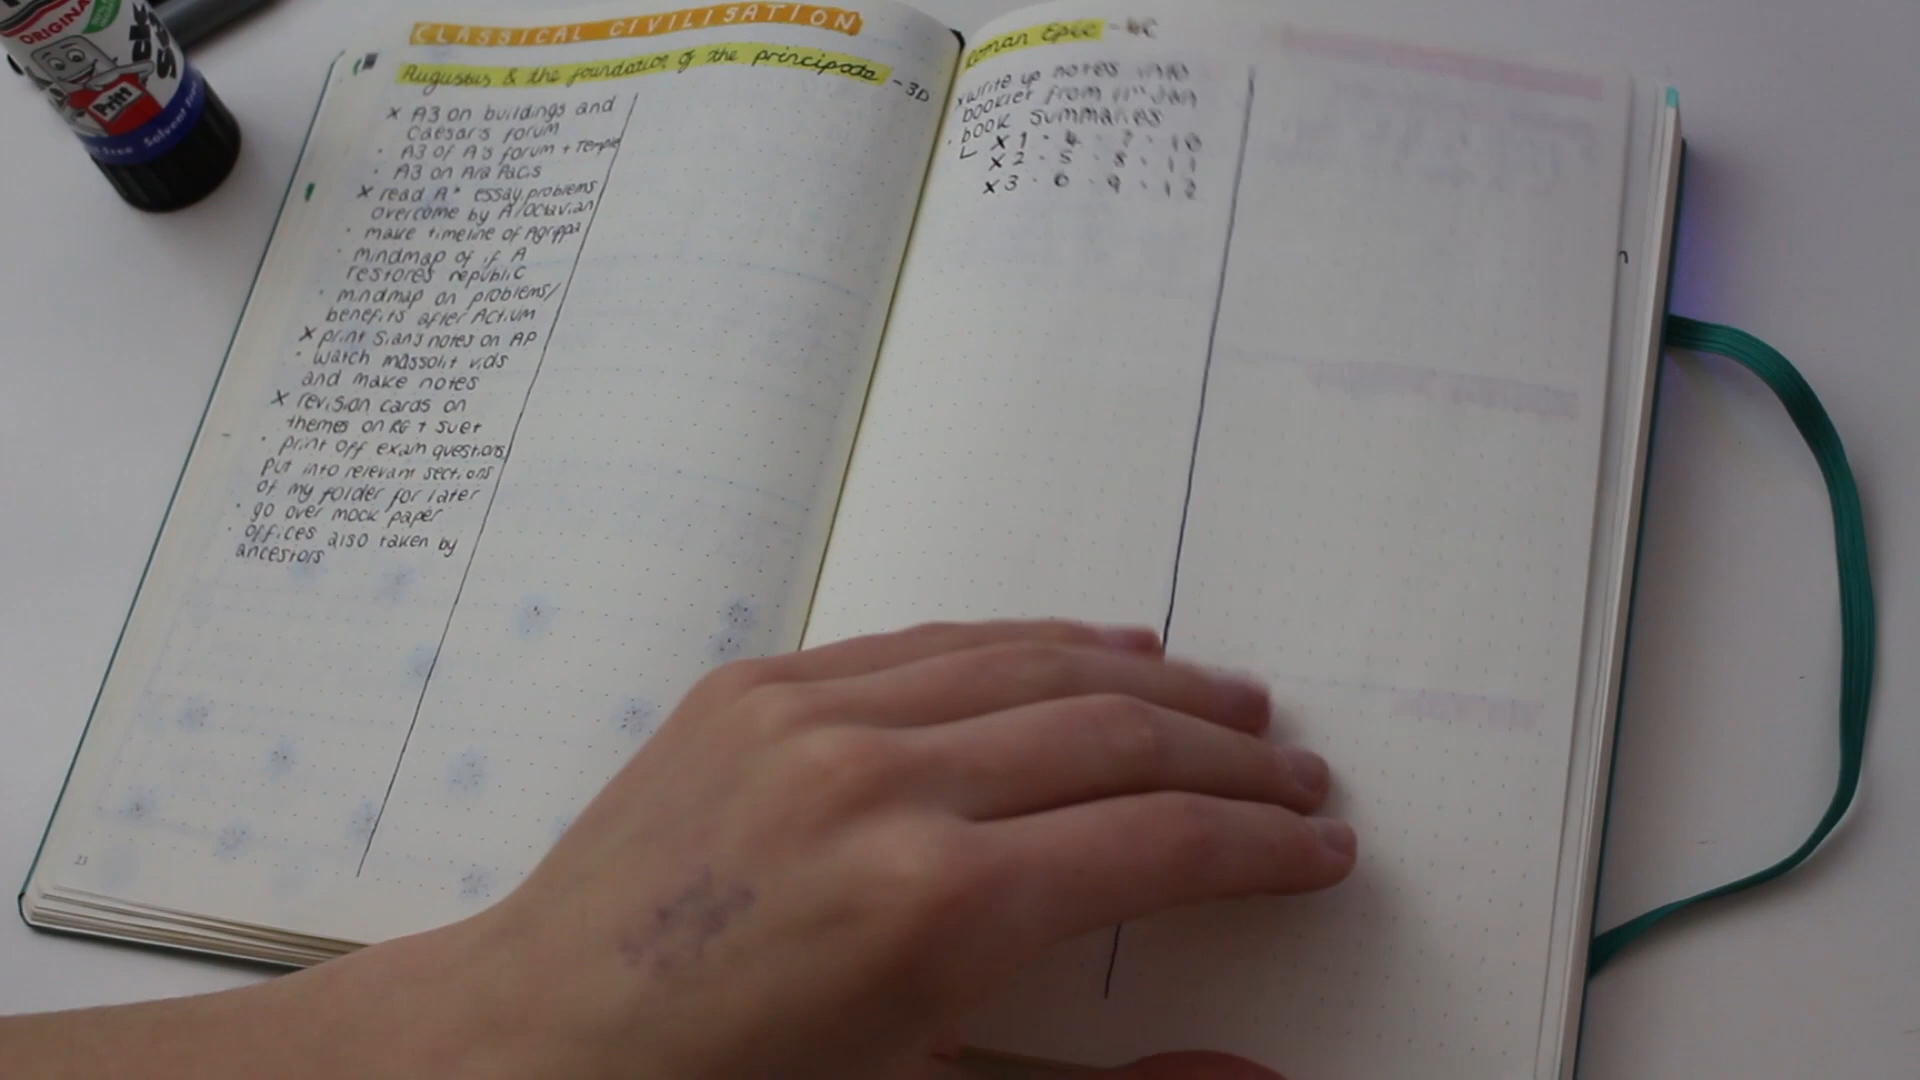 ORIGINAL
Pritt
Stick
Solvent Free
CLASSICAL CIVILISATION
Augustus & the foundation of the principate - 3D
x A3 on buildings and
Caesar's forum
· A3 of A's forum + Temple
· A3 on Ara Pacis
x read A* essay, problems
overcome by A/Octavian
· make timeline of Agrippa
· mindmap of if A
restores republic
· mindmap on problems/
benefits after Actium
x print Sian's notes on AP
· watch massolit vids
and make notes
x revision cards on
themes on RG + Suet
· print off exam questions,
put into relevant sections
of my folder for later
· go over mock paper
· offices also taken by
ancestors
23
Roman Epic - 4C
x write up notes into
booklet from 11th Jan
· book summaries
x 1 · 4 · 7 · 10
x 2 · 5 · 8 · 11
x 3 · 6 · 9 · 12